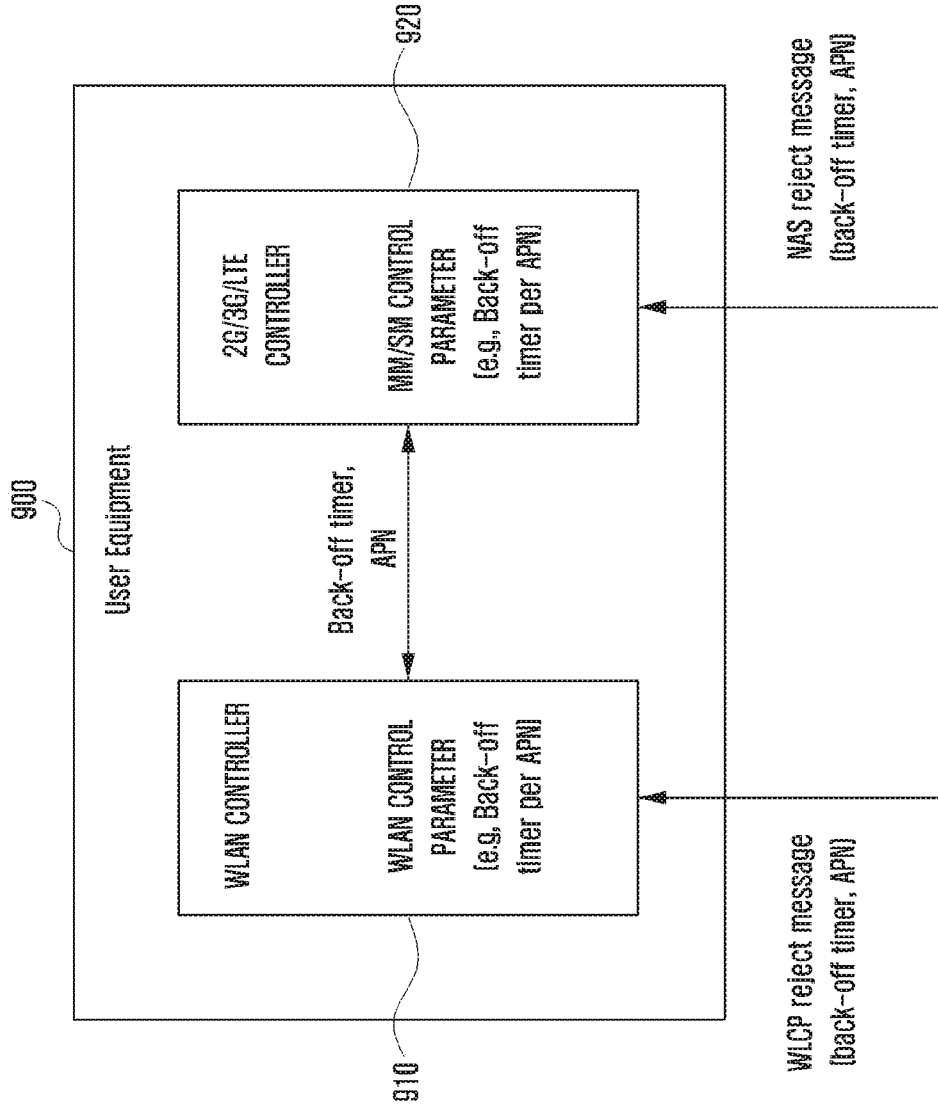 900
User Equipment
WLAN CONTROLLER
WLAN CONTROL
PARAMETER
(e.g, Back-off
timer per APN)
910
Back-off timer,
APN
2G/3G/LTE
CONTROLLER
MM/SM CONTROL
PARAMETER
(e.g., Back-off
timer per APN)
920
WLCP reject message
(back-off timer, APN)
NAS reject message
(back-off timer, APN)